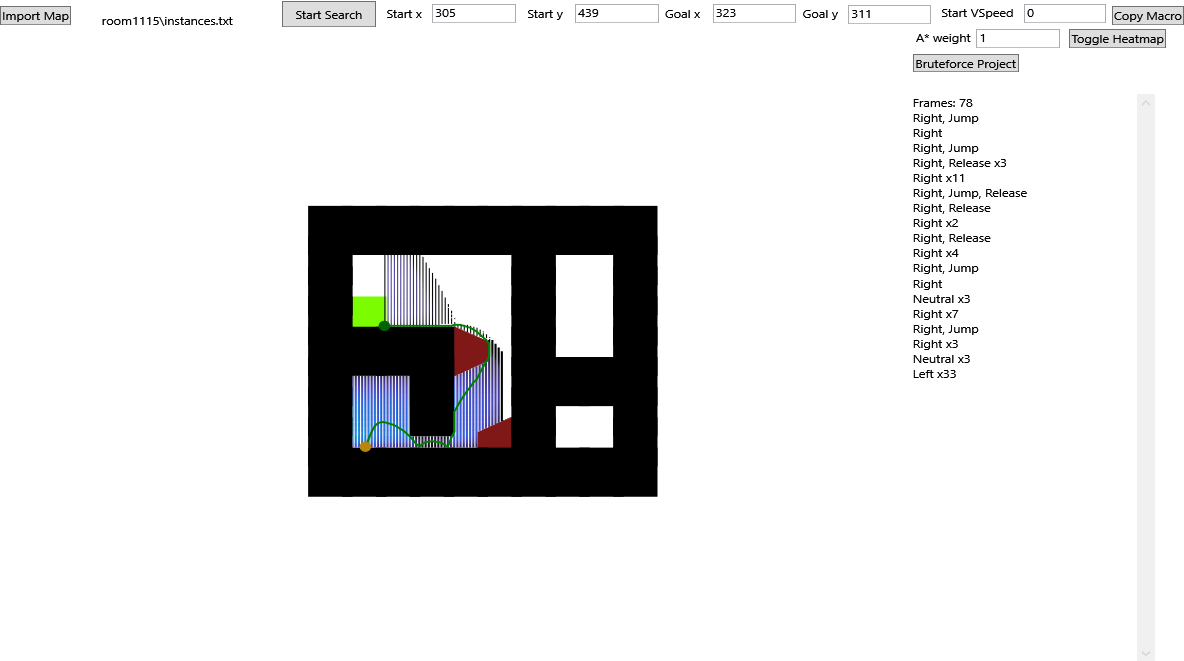 Import Map
room1115\instances.txt
Start Search
Start x 305
Start y 439
Goal x 323
Goal y 311
Start VSpeed 0
Copy Macro
A* weight 1
Toggle Heatmap
Bruteforce Project
Frames: 78
Right, Jump
Right
Right, Jump
Right, Release x3
Right x11
Right, Jump, Release
Right, Release
Right x2
Right, Release
Right x4
Right, Jump
Right
Neutral x3
Right x7
Right, Jump
Right x3
Neutral x3
Left x33